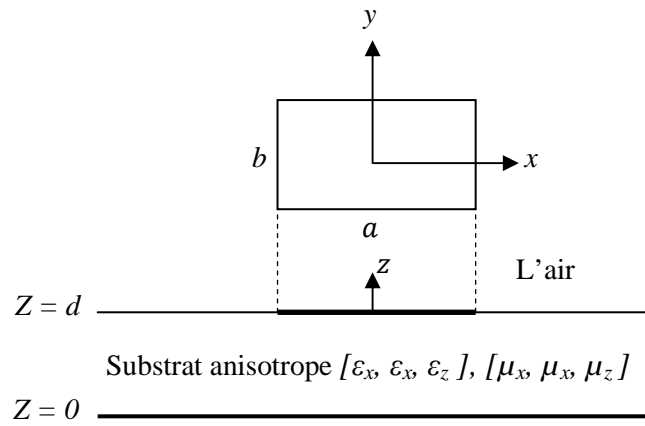 y
b
x
a
z
L'air
Z = d
Substrat anisotrope [εx, εx, εz ], [μx, μx, μz ]
Z = 0